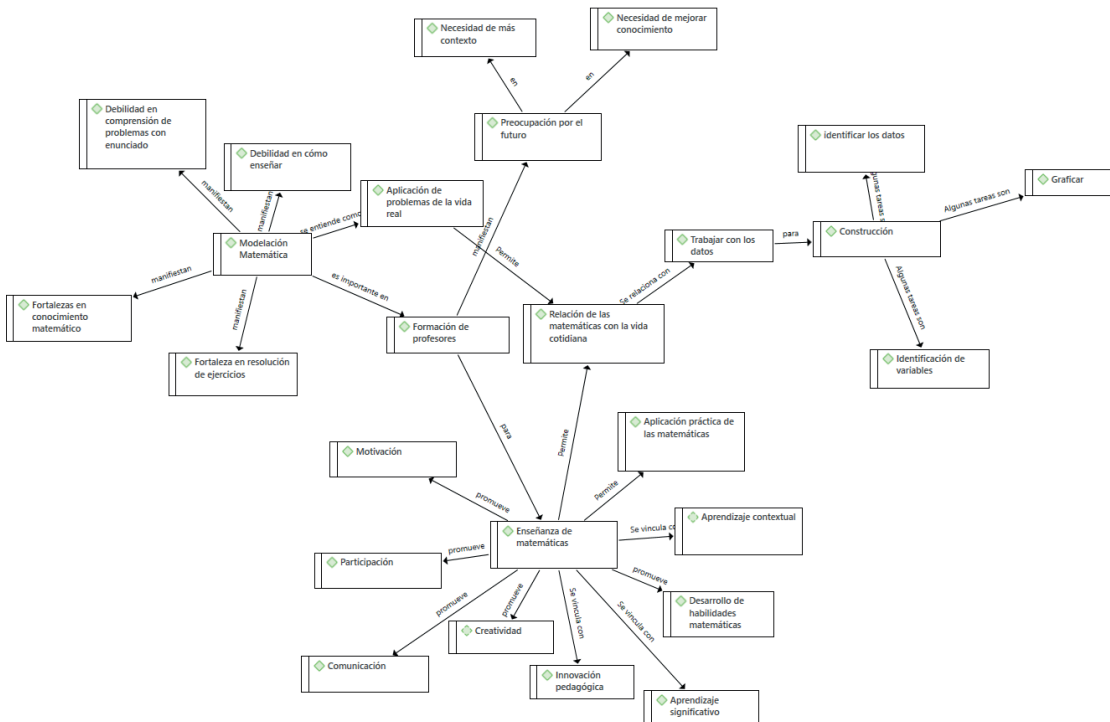 Necesidad de más
contexto
Necesidad de mejorar
conocimiento
en
en
Debilidad en
comprensión de
problemas con
enunciado
Preocupación por el
futuro
identificar los datos
Debilidad en cómo
enseñar
Graficar
Aplicación de
problemas de la vida
real
manifiestan
manifiestan
se entiende como
manifiestan
Algunas tareas son
gunas tareas s
Modelación
Matemática
Trabajar con los
datos
para
Construcción
Permite
manifiestan
es importante en
Se relaciona con
Algunas tareas son
Fortalezas en
conocimiento
matemático
manifiestan
Formación de
profesores
Relación de las
matemáticas con la vida
cotidiana
Fortaleza en resolución
de ejercicios
Identificación de
variables
para
Permite
Aplicación práctica
de las matemáticas
Motivación
promueve
Permite
Enseñanza de
matemáticas
Se vincula co
Aprendizaje contextual
Participación
promueve
promueve
promueve
promueve
Se vincula con
Se vincula con
Desarrollo de
habilidades
matemáticas
Creatividad
Comunicación
Innovación
pedagógica
Aprendizaje
significativo